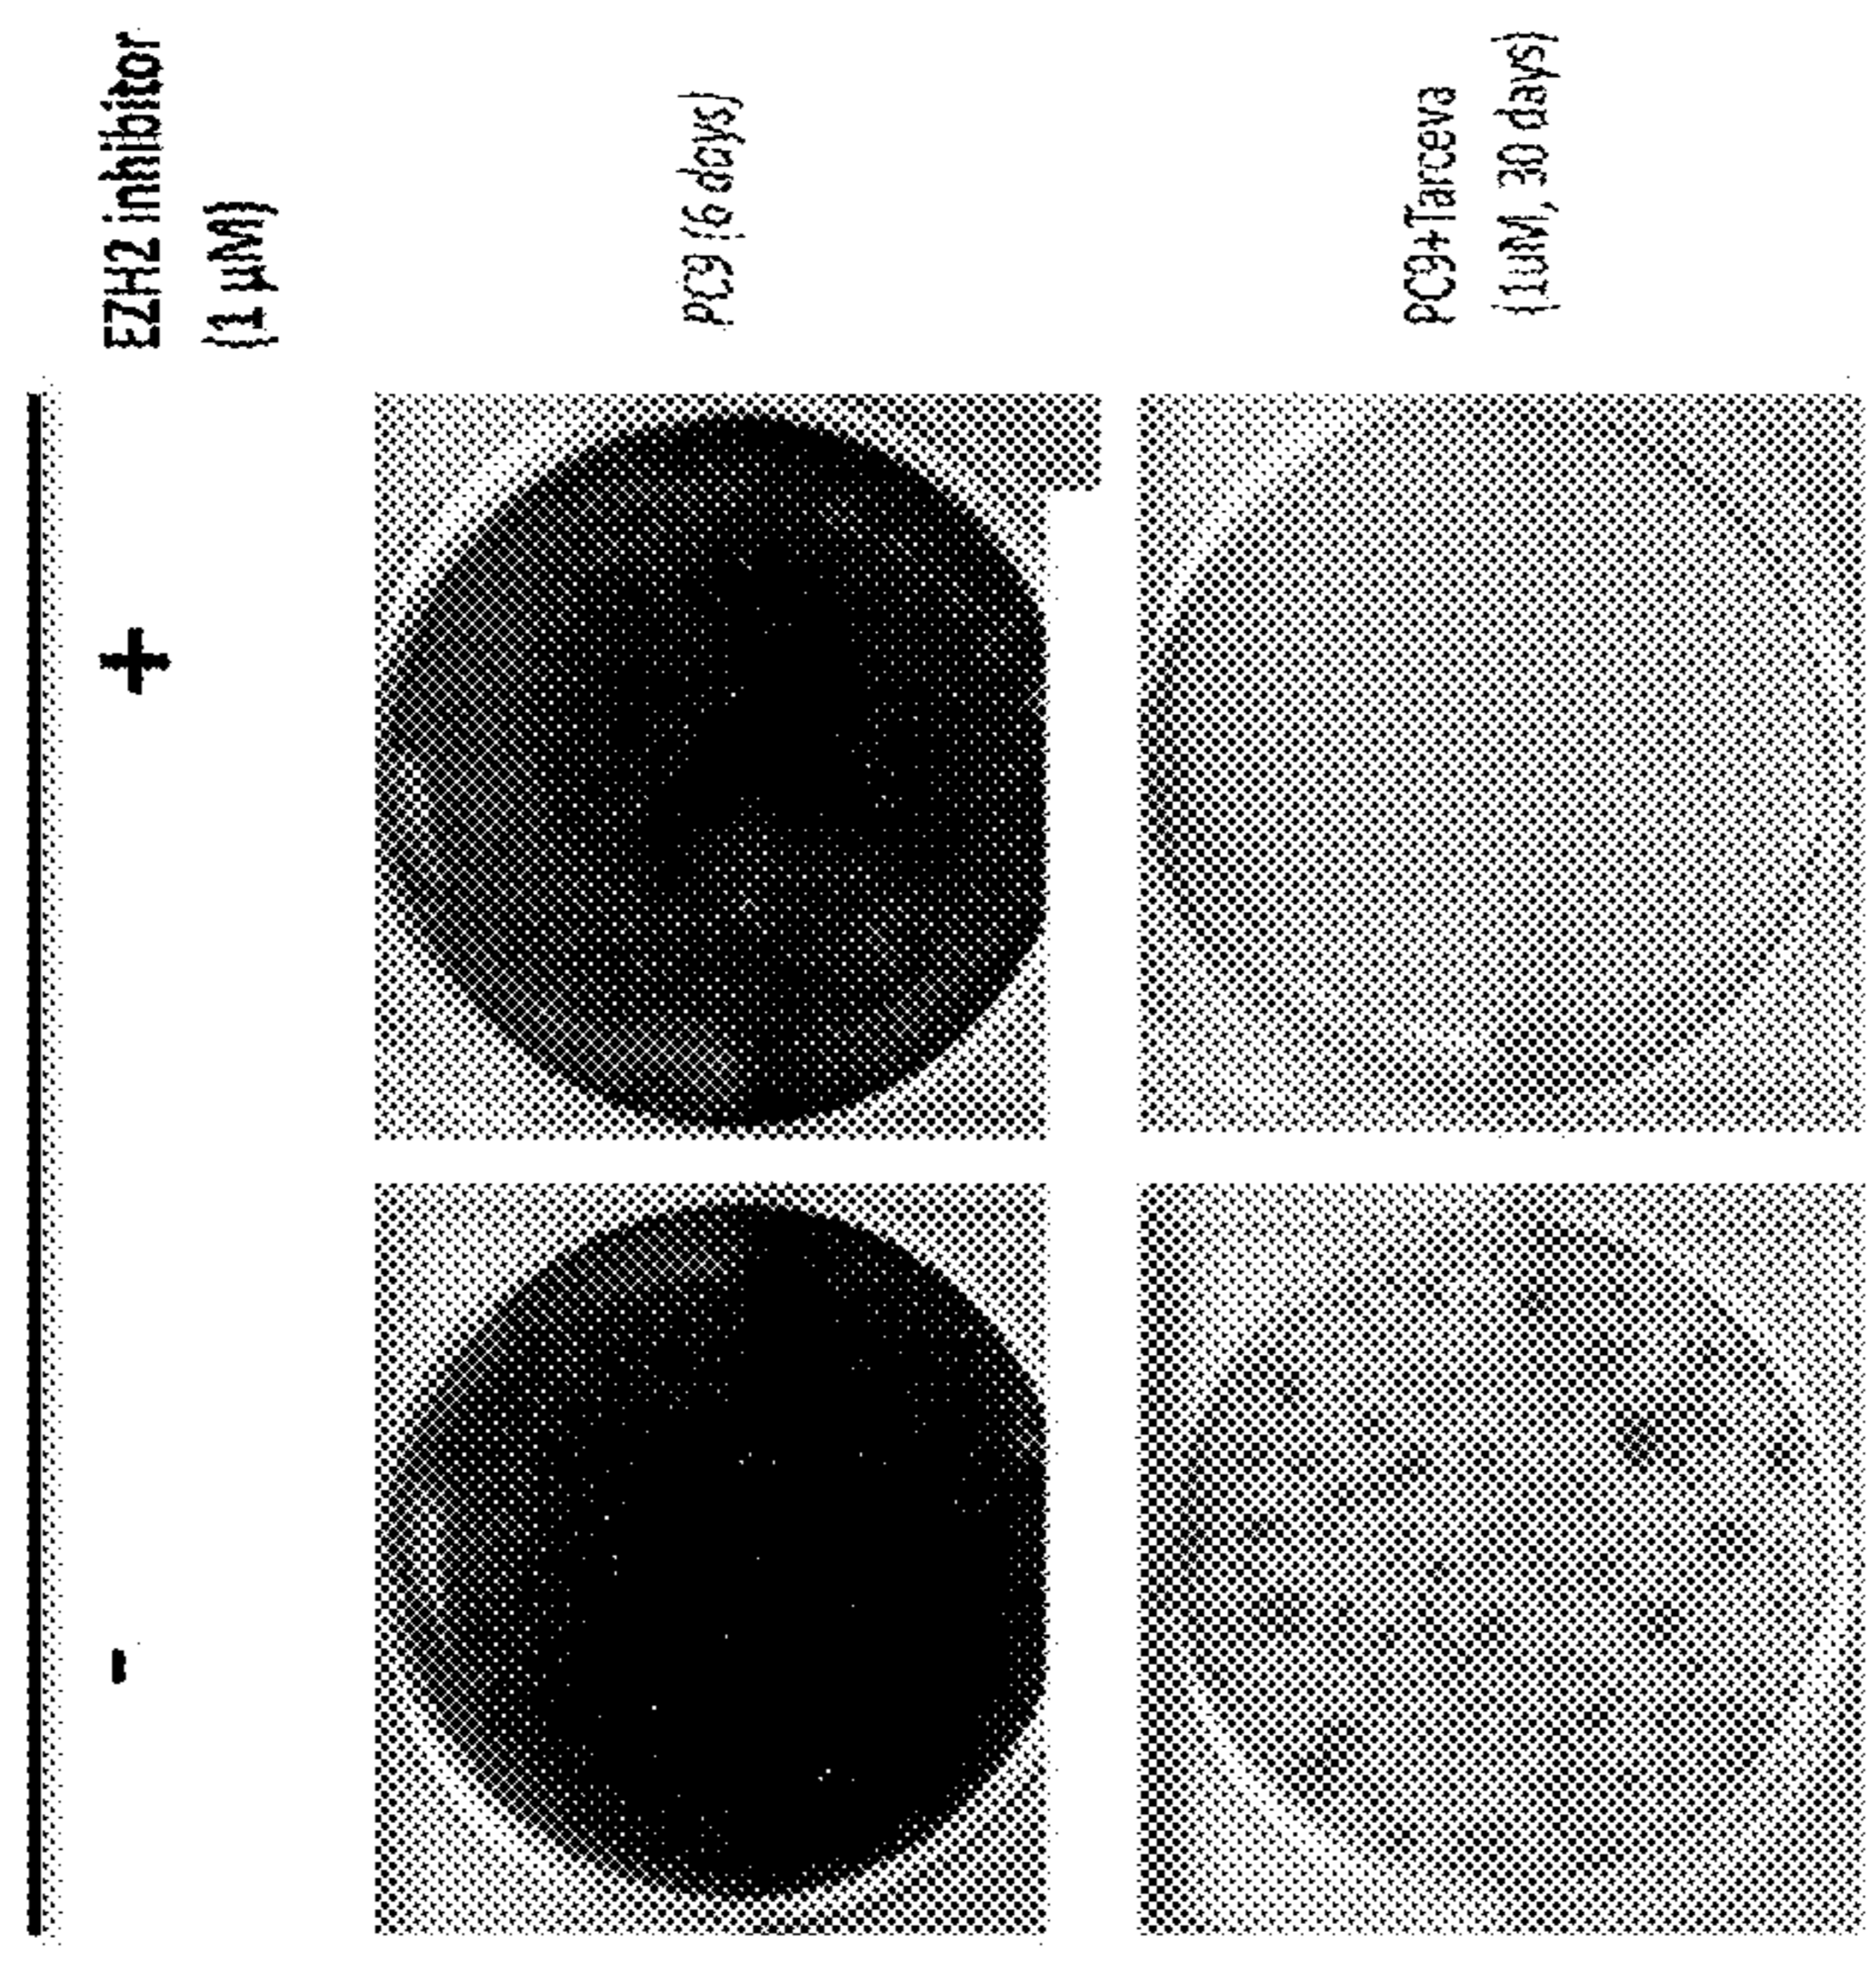 - + EZH2 inhibitor
(1 µM)
PC9 (6 days)
PC9+Tarceva
(1uM, 30 days)